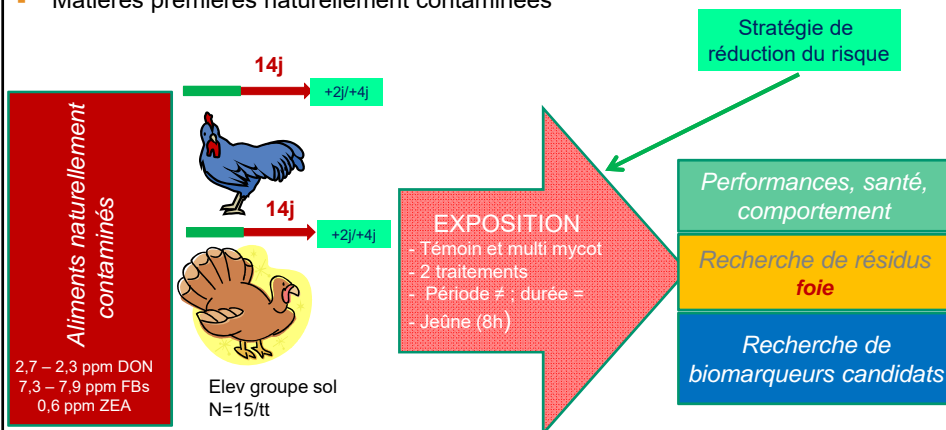 ▪ Matières premières naturellement contaminées
Stratégie de
réduction du risque
14j
+2j/+4j
Aliments naturellement
contaminés
2,7 – 2,3 ppm DON
7,3 – 7,9 ppm FBs
0,6 ppm ZEA
14j
+2j/+4j
Elev groupe sol
N=15/tt
EXPOSITION
- Témoin et multi mycot
- 2 traitements
- Période ≠ ; durée =
- Jeûne (8h)
Performances, santé,
comportement
Recherche de résidus
foie
Recherche de
biomarqueurs candidats